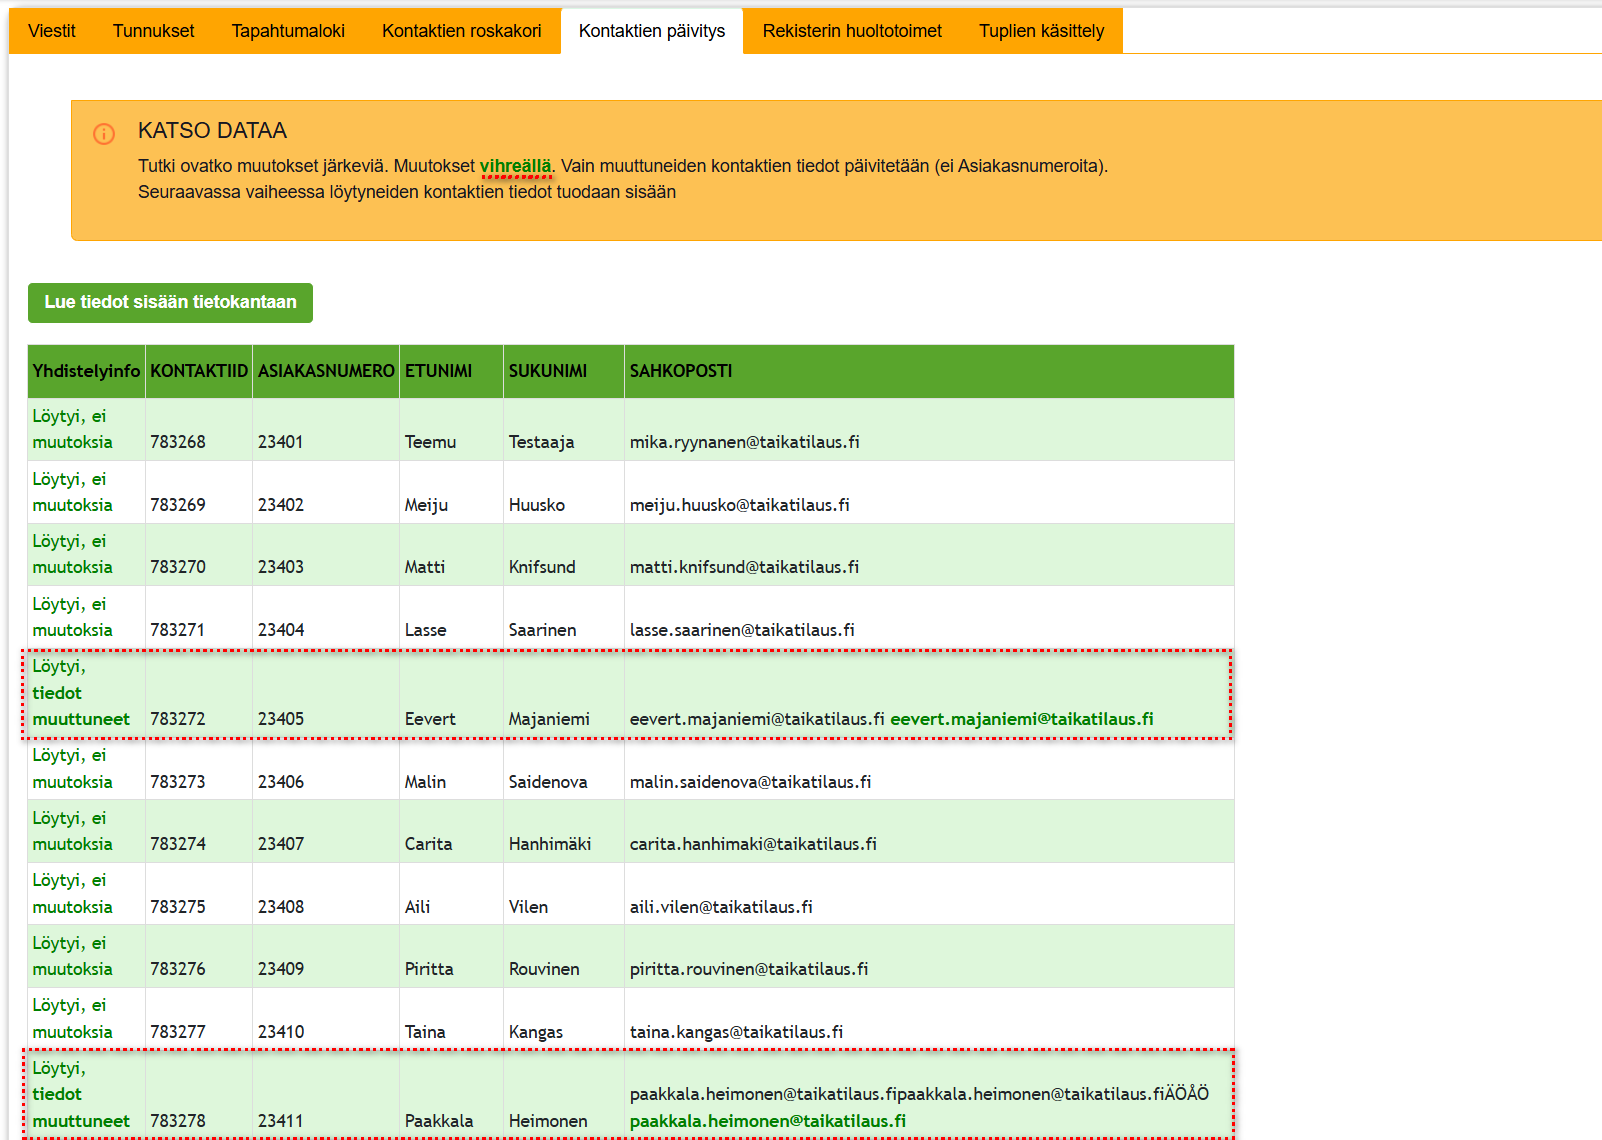 Viestit Tunnukset Tapahtumaloki Kontaktien roskakori Kontaktien päivitys Rekisterin huoltotoimet Tuplien käsittely
KATSO DATAA
Tutki ovatko muutokset järkeviä. Muutokset vihreällä. Vain muuttuneiden kontaktien tiedot päivitetään (ei Asiakasnumeroita).
Seuraavassa vaiheessa löytyneiden kontaktien tiedot tuodaan sisään
Lue tiedot sisään tietokantaan
Yhdistelyinfo KONTAKTIID ASIAKASNUMERO ETUNIMI SUKUNIMI SAHKOPOSTI
Löytyi, ei
muutoksia 783268 23401 Teemu Testaaja mika.ryynanen@taikatilaus.fi
Löytyi, ei
muutoksia 783269 23402 Meiju Huusko meiju.huusko@taikatilaus.fi
Löytyi, ei
muutoksia 783270 23403 Matti Knifsund matti.knifsund@taikatilaus.fi
Löytyi, ei
muutoksia 783271 23404 Lasse Saarinen lasse.saarinen@taikatilaus.fi
Löytyi,
tiedot
muuttuneet 783272 23405 Eevert Majaniemi eevert.majaniemi@taikatilaus.fi eevert.majaniemi@taikatilaus.fi
Löytyi, ei
muutoksia 783273 23406 Malin Saidenova malin.saidenova@taikatilaus.fi
Löytyi, ei
muutoksia 783274 23407 Carita Hanhimäki carita.hanhimaki@taikatilaus.fi
Löytyi, ei
muutoksia 783275 23408 Aili Vilen aili.vilen@taikatilaus.fi
Löytyi, ei
muutoksia 783276 23409 Piritta Rouvinen piritta.rouvinen@taikatilaus.fi
Löytyi, ei
muutoksia 783277 23410 Taina Kangas taina.kangas@taikatilaus.fi
Löytyi,
tiedot paakkala.heimonen@taikatilaus.fipaakkala.heimonen@taikatilaus.fiÄÖÅÖ
muuttuneet 783278 23411 Paakkala Heimonen paakkala.heimonen@taikatilaus.fi